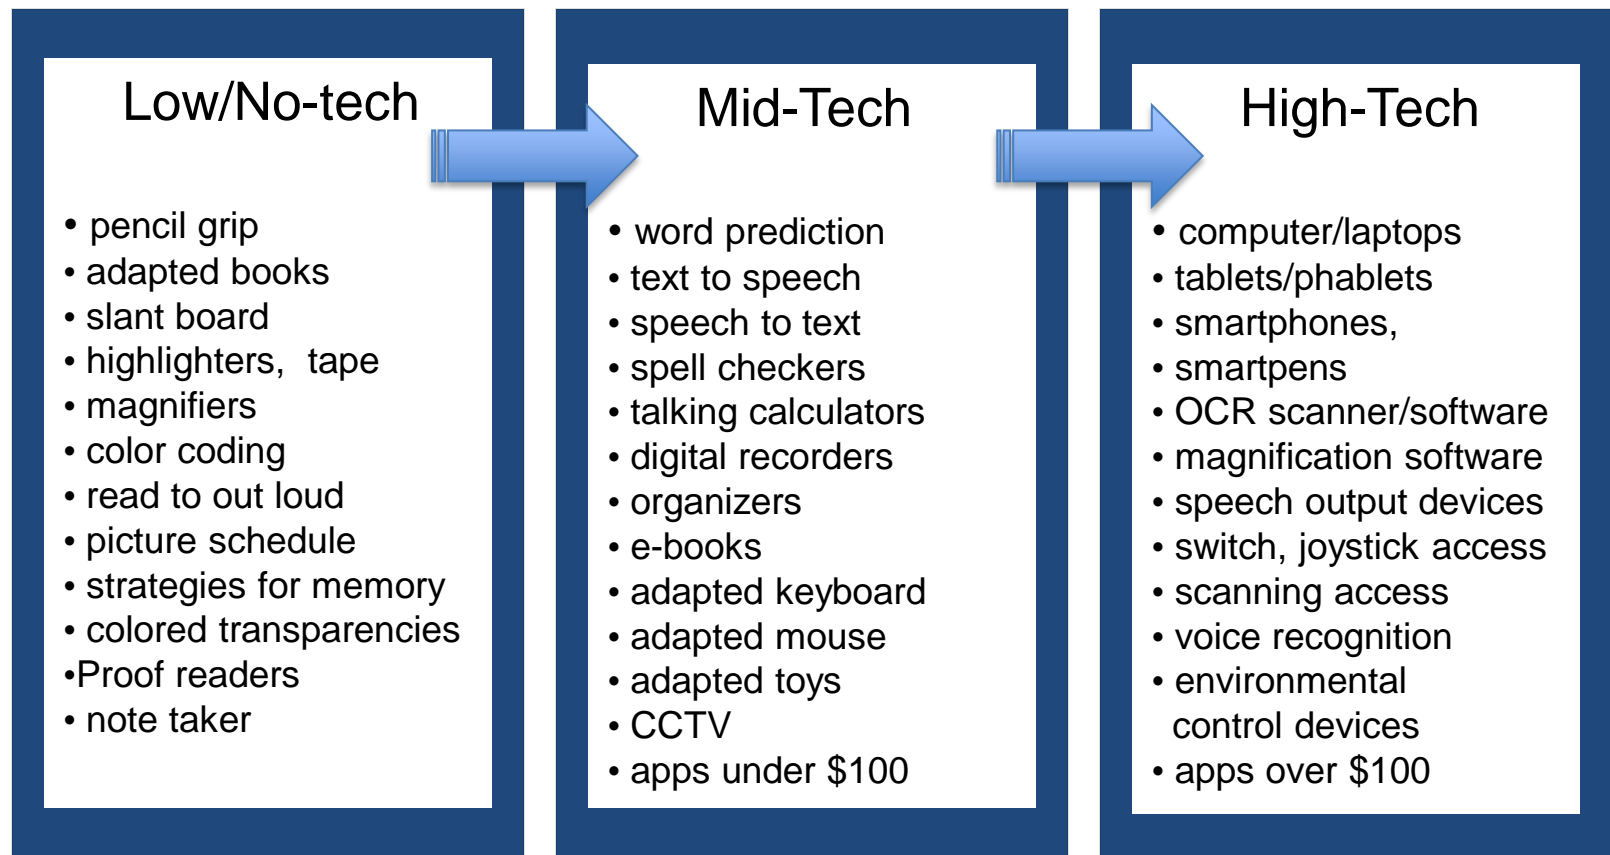 Low/No-tech
• pencil grip
• adapted books
• slant board
• highlighters,  tape
• magnifiers
• color coding
• read to out loud
• picture schedule
• strategies for memory
• colored transparencies
•Proof readers
• note taker
Mid-Tech
• word prediction
• text to speech
• speech to text
• spell checkers
• talking calculators
• digital recorders
• organizers
• e-books
• adapted keyboard
• adapted mouse
• adapted toys
• CCTV
• apps under $100
High-Tech
• computer/laptops
• tablets/phablets
• smartphones,
• smartpens
• OCR scanner/software
• magnification software
• speech output devices
• switch, joystick access
• scanning access
• voice recognition
• environmental
control devices
• apps over $100